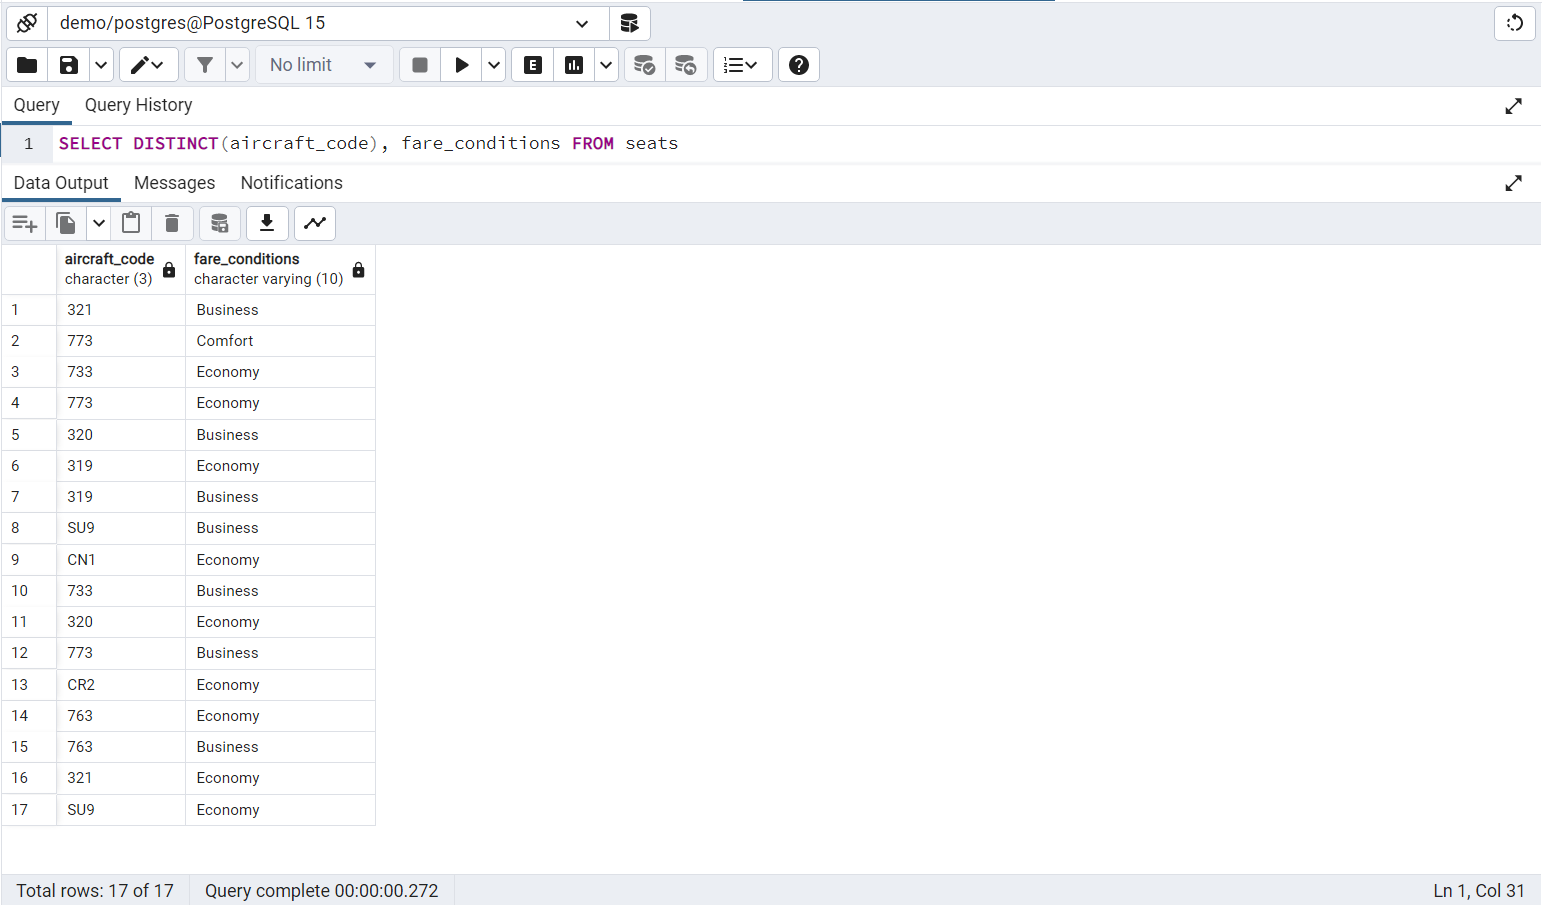 demo/postgres@PostgreSQL 15
No limit
E
Query Query History
1 SELECT DISTINCT(aircraft_code), fare_conditions FROM seats
Data Output Messages Notifications
aircraft_code fare_conditions
character (3) character varying (10)
1 321 Business
2 773 Comfort
3 733 Economy
4 773 Economy
5 320 Business
6 319 Economy
7 319 Business
8 SU9 Business
9 CN1 Economy
10 733 Business
11 320 Economy
12 773 Business
13 CR2 Economy
14 763 Economy
15 763 Business
16 321 Economy
17 SU9 Economy
Total rows: 17 of 17 Query complete 00:00:00.272 Ln 1, Col 31